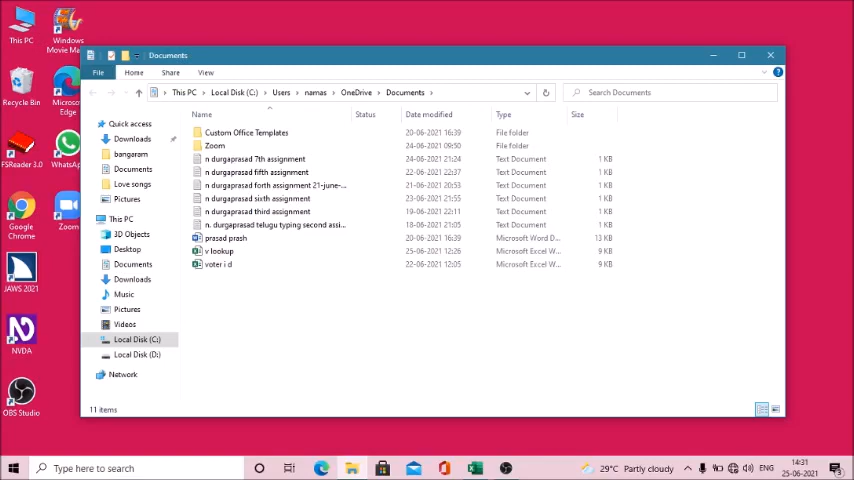 This PC
Windows
Movie Ma...
Recycle Bin
Microsof
Edge
FSReader 3.0
WhatsAp
Google
Chrome
Zoom
JAWS 2021
NVDA
OBS Studio
Documents
File Home Share View
This PC > Local Disk (C:) > Users > namas > OneDrive > Documents >
Search Documents
Name Status Date modified Type Size
Quick access
Downloads
bangaram
Documents
Love songs
Pictures
This PC
3D Objects
Desktop
Documents
Downloads
Music
Pictures
Videos
Local Disk (C:)
Local Disk (D:)
Network
Custom Office Templates 20-06-2021 16:39 File folder
Zoom 24-06-2021 09:50 File folder
n durgaprasad 7th assignment 24-06-2021 21:24 Text Document 1 KB
n durgaprasad fifth assignment 22-06-2021 22:37 Text Document 1 KB
n durgaprasad forth assignment 21-june-... 21-06-2021 20:53 Text Document 1 KB
n durgaprasad sixth assignment 23-06-2021 21:55 Text Document 1 KB
n durgaprasad third assignment 19-06-2021 22:11 Text Document 1 KB
n. durgaprasad telugu typing second assi... 18-06-2021 21:05 Text Document 1 KB
prasad prash 20-06-2021 16:39 Microsoft Word D... 13 KB
v lookup 25-06-2021 12:26 Microsoft Excel W... 9 KB
voter i d 22-06-2021 12:05 Microsoft Excel W... 9 KB
11 items
Type here to search
29°C Partly cloudy
ENG
14:31
25-06-2021
3